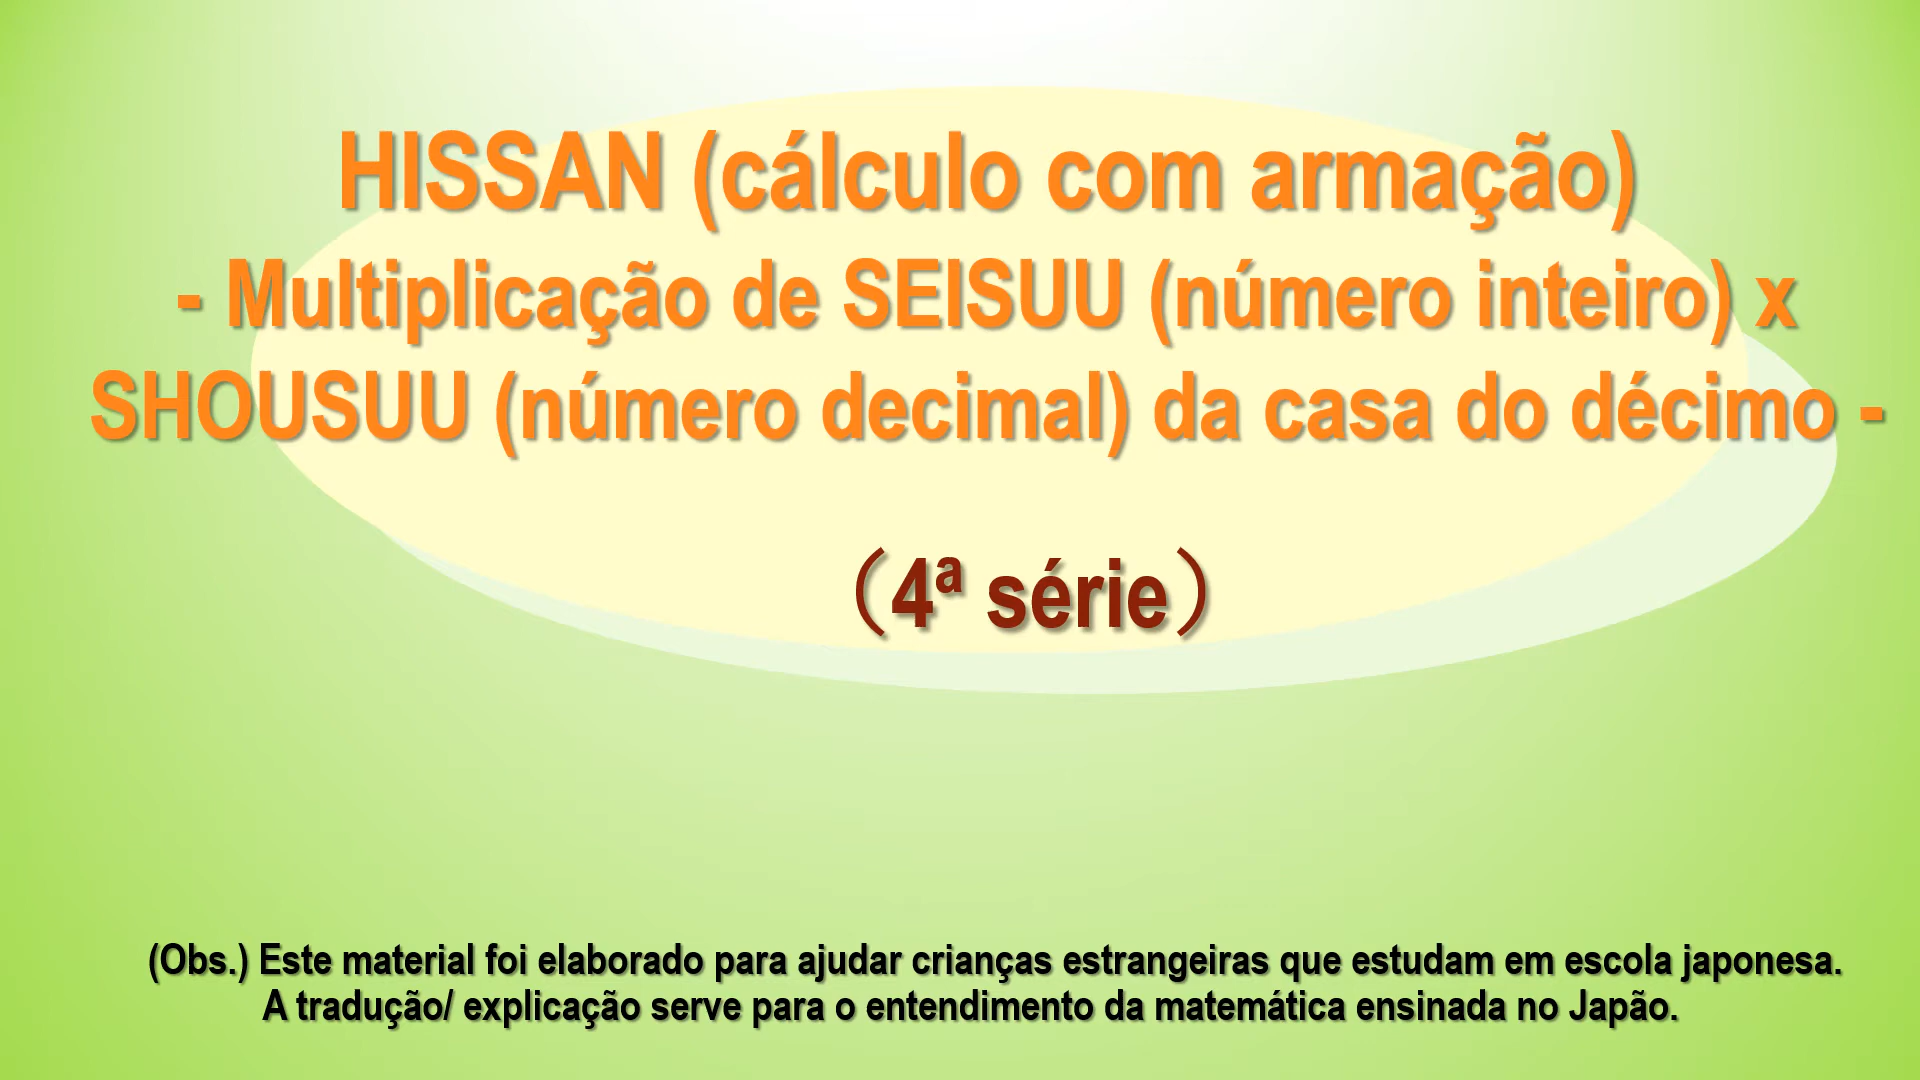 HISSAN (cálculo com armação)
- Multiplicação de SEISUU (número inteiro) x
SHOUSUU (número decimal) da casa do décimo -
（4ª série）
(Obs.) Este material foi elaborado para ajudar crianças estrangeiras que estudam em escola japonesa.
A tradução/ explicação serve para o entendimento da matemática ensinada no Japão.